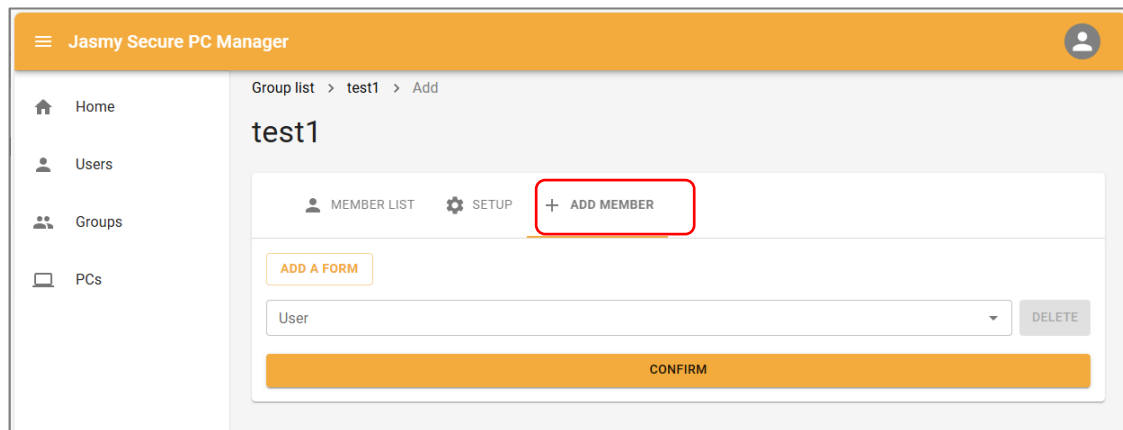 Jasmy Secure PC Manager
Home
Users
Groups
PCs
Group list > test1 > Add
test1
MEMBER LIST SETUP + ADD MEMBER
ADD A FORM
User DELETE
CONFIRM